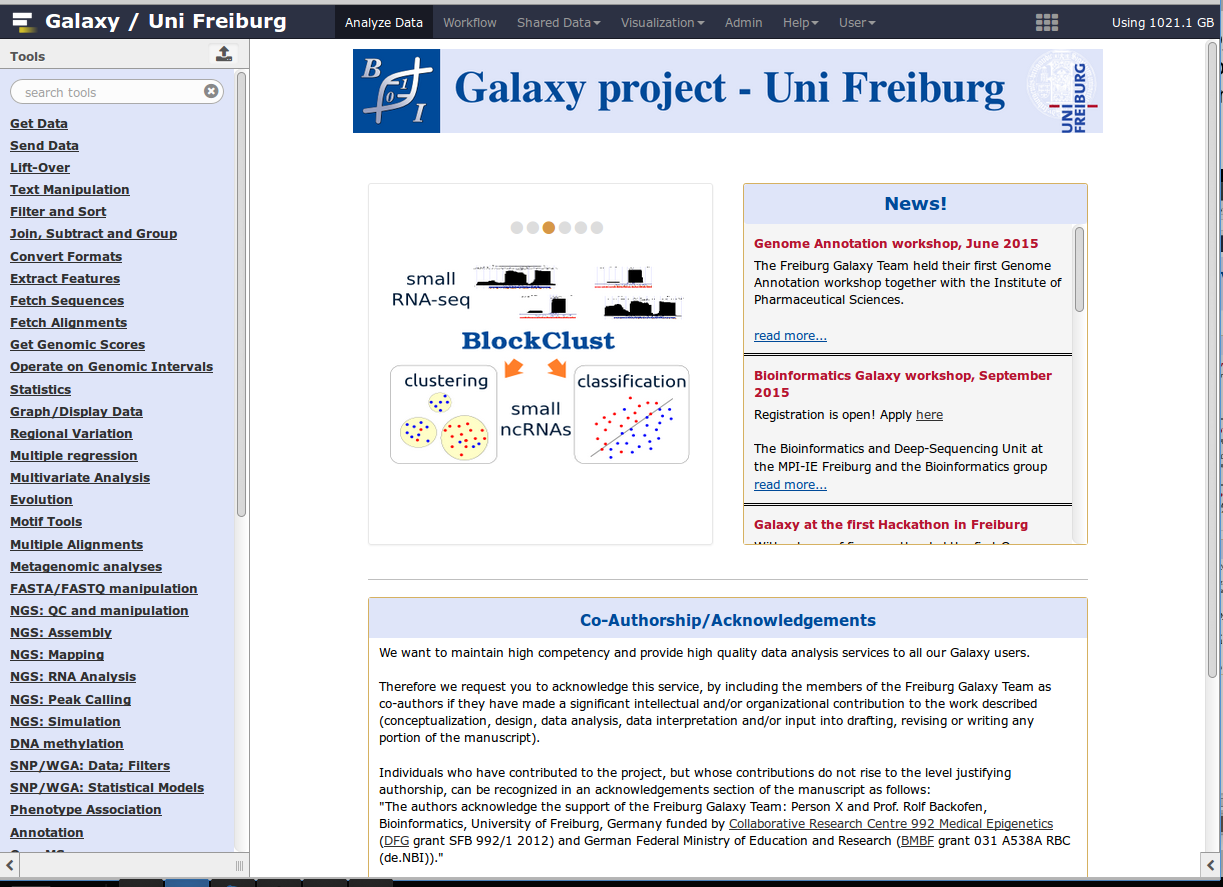 Galaxy / Uni Freiburg
Analyze Data
Workflow
Shared Data
Visualization
Admin
Help
User
Using 1021.1 GB
Tools
search tools
Get Data
Send Data
Lift-Over
Text Manipulation
Filter and Sort
Join, Subtract and Group
Convert Formats
Extract Features
Fetch Sequences
Fetch Alignments
Get Genomic Scores
Operate on Genomic Intervals
Statistics
Graph/Display Data
Regional Variation
Multiple regression
Multivariate Analysis
Evolution
Motif Tools
Multiple Alignments
Metagenomic analyses
FASTA/FASTQ manipulation
NGS: QC and manipulation
NGS: Assembly
NGS: Mapping
NGS: RNA Analysis
NGS: Peak Calling
NGS: Simulation
DNA methylation
SNP/WGA: Data; Filters
SNP/WGA: Statistical Models
Phenotype Association
Annotation
B
0 1
I
Galaxy project - Uni Freiburg
UNI
FREIBURG
small
RNA-seq
BlockClust
clustering
classification
small
ncRNAs
News!
Genome Annotation workshop, June 2015
The Freiburg Galaxy Team held their first Genome
Annotation workshop together with the Institute of
Pharmaceutical Sciences.
read more...
Bioinformatics Galaxy workshop, September
2015
Registration is open! Apply here
The Bioinformatics and Deep-Sequencing Unit at
the MPI-IE Freiburg and the Bioinformatics group
read more...
Galaxy at the first Hackathon in Freiburg
Co-Authorship/Acknowledgements
We want to maintain high competency and provide high quality data analysis services to all our Galaxy users.
Therefore we request you to acknowledge this service, by including the members of the Freiburg Galaxy Team as
co-authors if they have made a significant intellectual and/or organizational contribution to the work described
(conceptualization, design, data analysis, data interpretation and/or input into drafting, revising or writing any
portion of the manuscript).
Individuals who have contributed to the project, but whose contributions do not rise to the level justifying
authorship, can be recognized in an acknowledgements section of the manuscript as follows:
"The authors acknowledge the support of the Freiburg Galaxy Team: Person X and Prof. Rolf Backofen,
Bioinformatics, University of Freiburg, Germany funded by Collaborative Research Centre 992 Medical Epigenetics
(DFG grant SFB 992/1 2012) and German Federal Ministry of Education and Research (BMBF grant 031 A538A RBC
(de.NBI))."